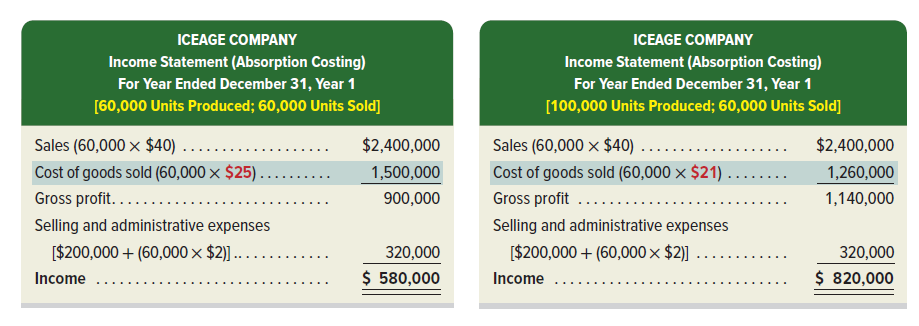 ICEAGE COMPANY
Income Statement (Absorption Costing)
For Year Ended December 31, Year 1
[60,000 Units Produced; 60,000 Units Sold]
Sales (60,000 × $40) . . . . . . . . . . . . . . . . . . . . $2,400,000
Cost of goods sold (60,000 × $25) . . . . . . . . . . 1,500,000
Gross profit. . . . . . . . . . . . . . . . . . . . . . . . . . . . 900,000
Selling and administrative expenses
[$200,000 + (60,000 × $2)] .. . . . . . . . . . . . . 320,000
Income . . . . . . . . . . . . . . . . . . . . . . . . . . . . . . $ 580,000
ICEAGE COMPANY
Income Statement (Absorption Costing)
For Year Ended December 31, Year 1
[100,000 Units Produced; 60,000 Units Sold]
Sales (60,000 × $40) . . . . . . . . . . . . . . . . . . . . $2,400,000
Cost of goods sold (60,000 × $21) . . . . . . . . 1,260,000
Gross profit . . . . . . . . . . . . . . . . . . . . . . . . . . . 1,140,000
Selling and administrative expenses
[$200,000 + (60,000 × $2)] . . . . . . . . . . . . 320,000
Income . . . . . . . . . . . . . . . . . . . . . . . . . . . . . . $ 820,000